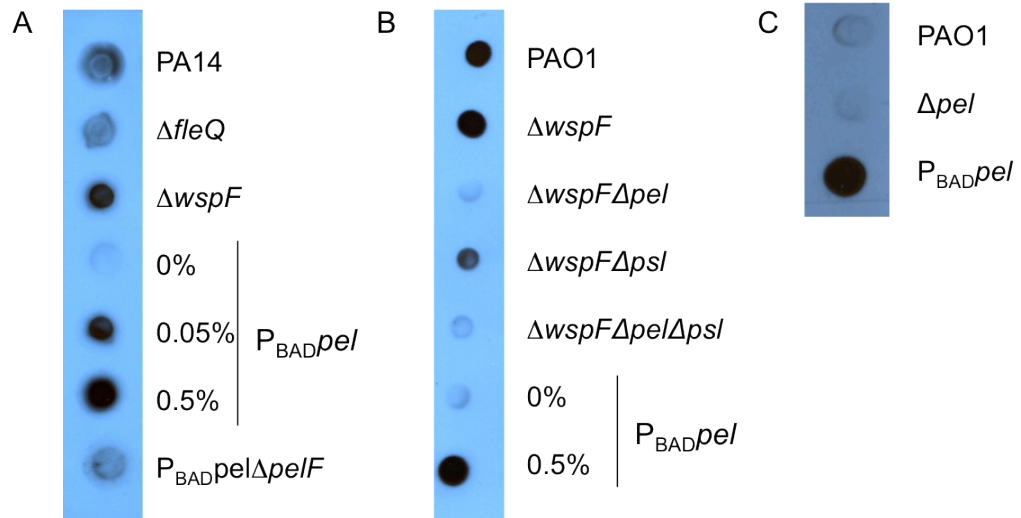 A
PA14
ΔfleQ
ΔwspF
0%
0.05%
0.5%
PBADpel
PBADpelΔpelF
B
PAO1
ΔwspF
ΔwspFΔpel
ΔwspFΔpsl
ΔwspFΔpelΔpsl
0%
0.5%
PBADpel
C
PAO1
Δpel
PBADpel